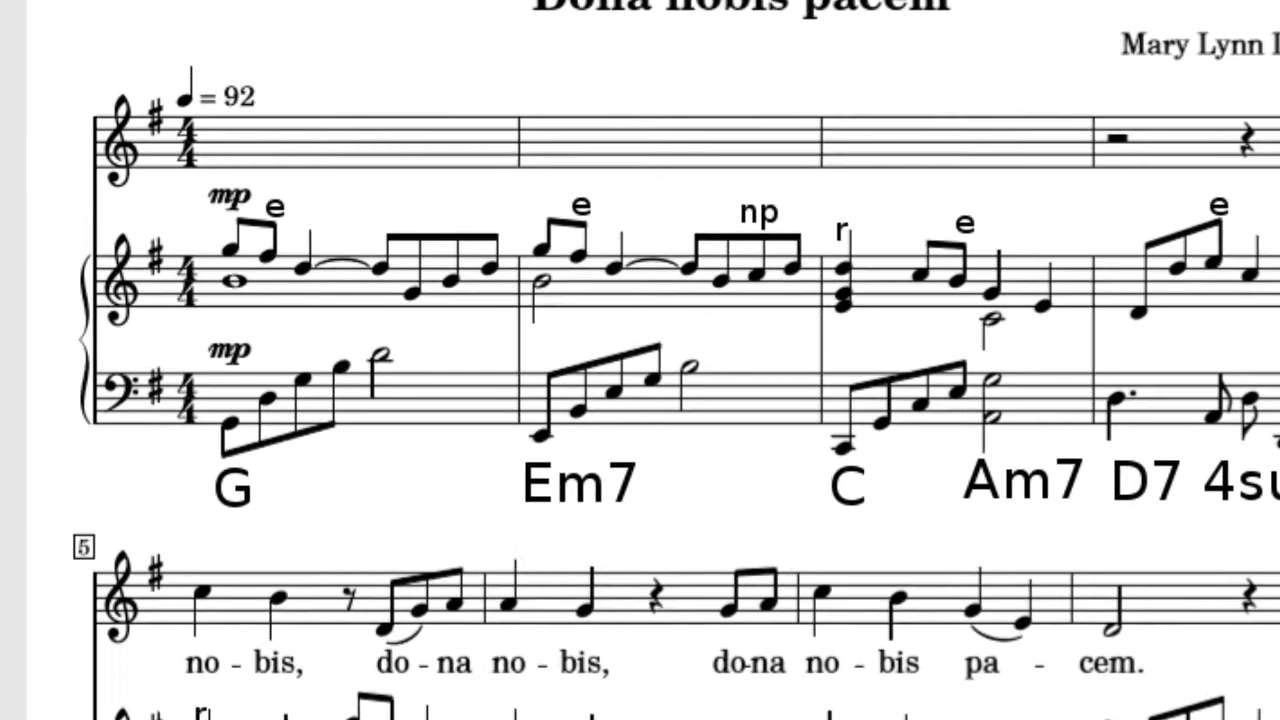 Dona nobis pacem
Mary Lynn
= 92
mp
e
e
np
r
e
e
mp
G Em7 C Am7 D7 4su
5
no - bis, do - na no - bis, do-na no - bis pa - cem.
r